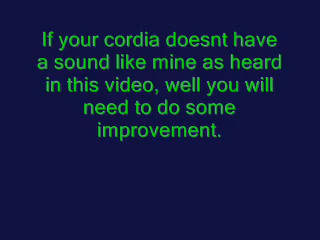 If your cordia doesnt have
a sound like mine as heard
in this video, well you will
need to do some
improvement.